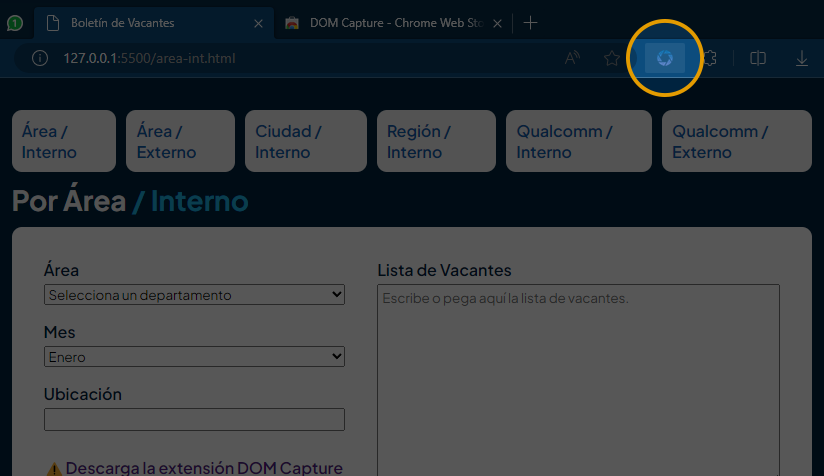 1
Boletín de Vacantes
DOM Capture - Chrome Web Sto
127.0.0.1:5500/area-int.html
Área /
Interno
Área /
Externo
Ciudad /
Interno
Región /
Interno
Qualcomm /
Interno
Qualcomm /
Externo
Por Área / Interno
Área
Selecciona un departamento
Mes
Enero
Ubicación
⚠️ Descarga la extensión DOM Capture
Lista de Vacantes
Escribe o pega aquí la lista de vacantes.